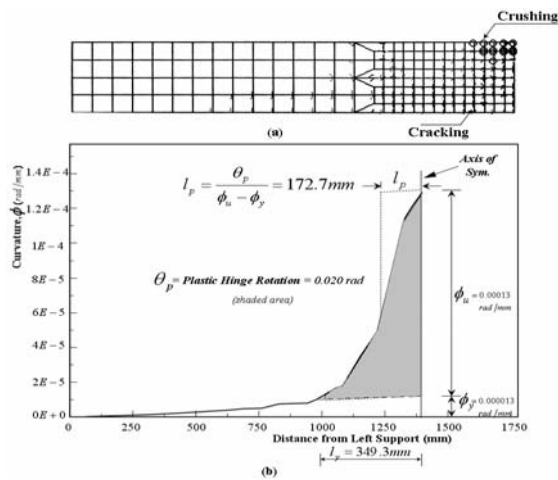 Crushing
Cracking
(a)
Curvature, ϕ (rad/mm)
1.4E-4
1.2E-4
1E-4
8E-5
6E-5
4E-5
2E-5
0E+0
l_p = θ_p / (ϕ_u − ϕ_y) = 172.7mm
l_p
Axis of
Sym.
θ_p = Plastic Hinge Rotation = 0.020 rad
(shaded area)
ϕ_u = 0.00013
rad /mm
ϕ_y = 0.000013
rad /mm
0 250 500 750 1000 1250 1500 1750
Distance from Left Support (mm)
= 349.3mm
(b)